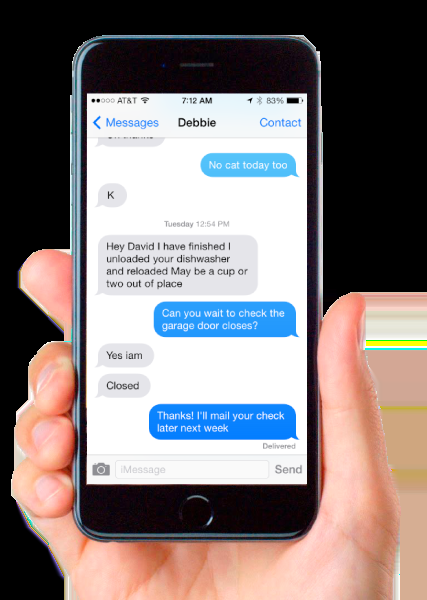 AT&T 7:12 AM 83%
Messages Debbie Contact
No cat today too
K
Tuesday 12:54 PM
Hey David I have finished I
unloaded your dishwasher
and reloaded May be a cup or
two out of place
Can you wait to check the
garage door closes?
Yes iam
Closed
Thanks! I'll mail your check
later next week
Delivered
iMessage Send